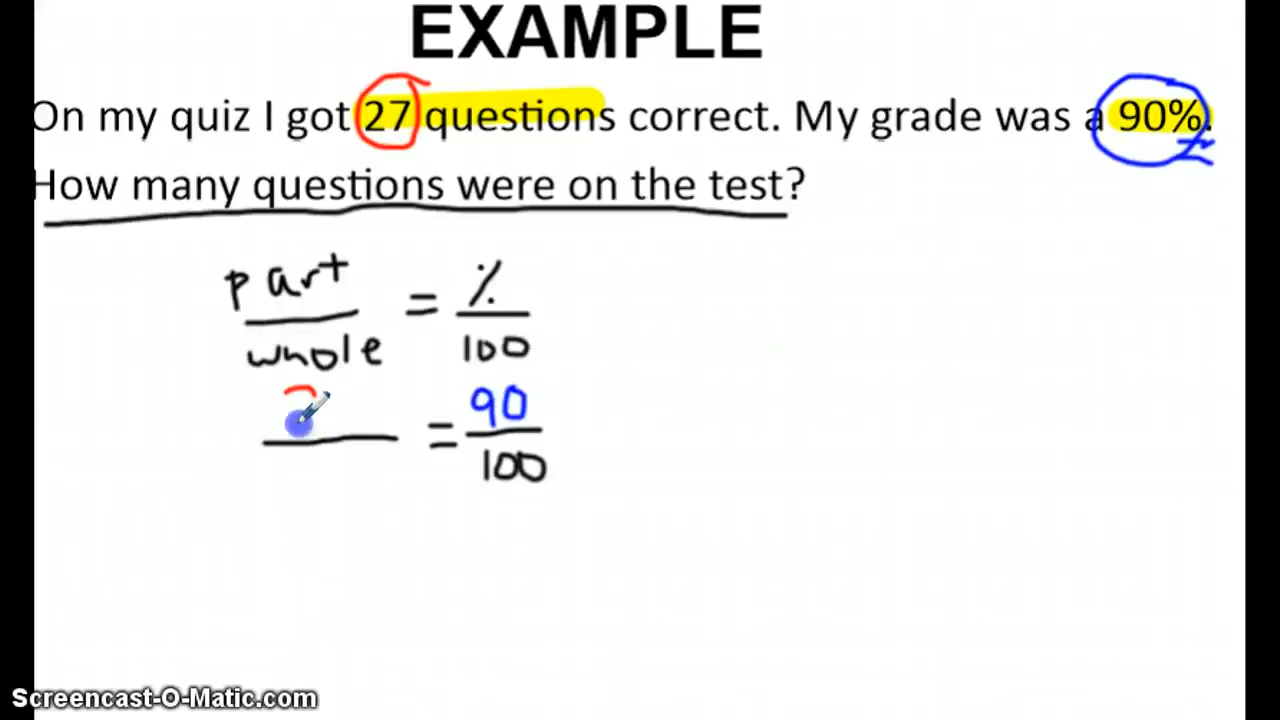 EXAMPLE
On my quiz I got 27 questions correct. My grade was a 90%.
How many questions were on the test?
part = %
whole 100
= 90
100
Screencast-O-Matic.com